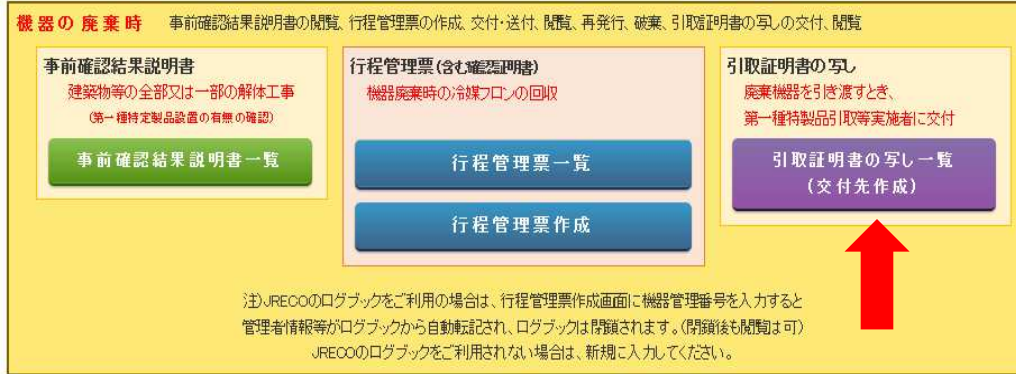 機器の廃棄時 事前確認結果説明書の閲覧、行程管理票の作成、交付・送付、閲覧、再発行、破棄、引取証明書の写しの交付、閲覧
事前確認結果説明書
建築物等の全部又は一部の解体工事
(第一種特定製品設置の有無の確認)
事前確認結果説明書一覧
行程管理票(含む確認証明書)
機器廃棄時の冷媒フロンの回収
行程管理票一覧
行程管理票作成
引取証明書の写し
廃棄機器を引き渡すとき、
第一種特製品引取等実施者に交付
引取証明書の写し一覧
(交付先作成)
注)JRECOのログブックをご利用の場合は、行程管理票作成画面に機器管理番号を入力すると
管理者情報等がログブックから自動転記され、ログブックは閉鎖されます。(閉鎖後も閲覧は可)
JRECOのログブックをご利用されない場合は、新規に入力してください。